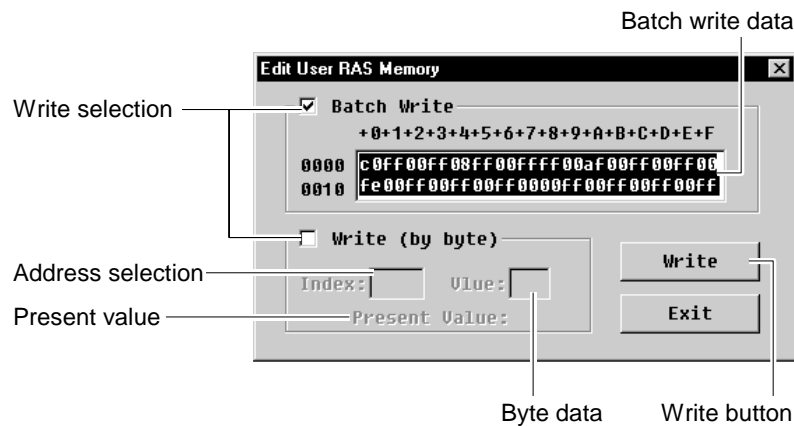 Batch write data
Edit User RAS Memory
Write selection
Batch Write
+0+1+2+3+4+5+6+7+8+9+A+B+C+D+E+F
0000 c0ff00ff08ff00ffff00af00ff00ff00
0010 fe00ff00ff00ff0000ff00ff00ff00ff
Write (by byte)
Write
Address selection
Index: Vlue:
Present value
Present Value:
Exit
Byte data
Write button